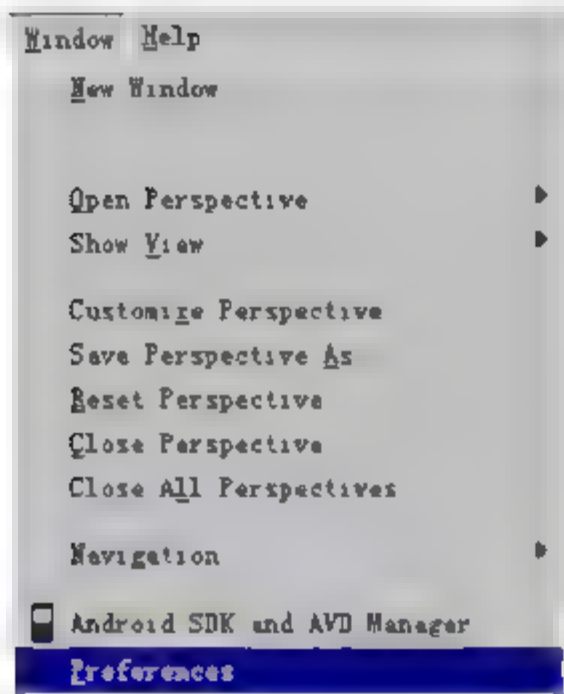 Window Help
New Window
Open Perspective
Show View
Customize Perspective
Save Perspective As
Reset Perspective
Close Perspective
Close All Perspectives
Navigation
Android SDK and AVD Manager
Preferences